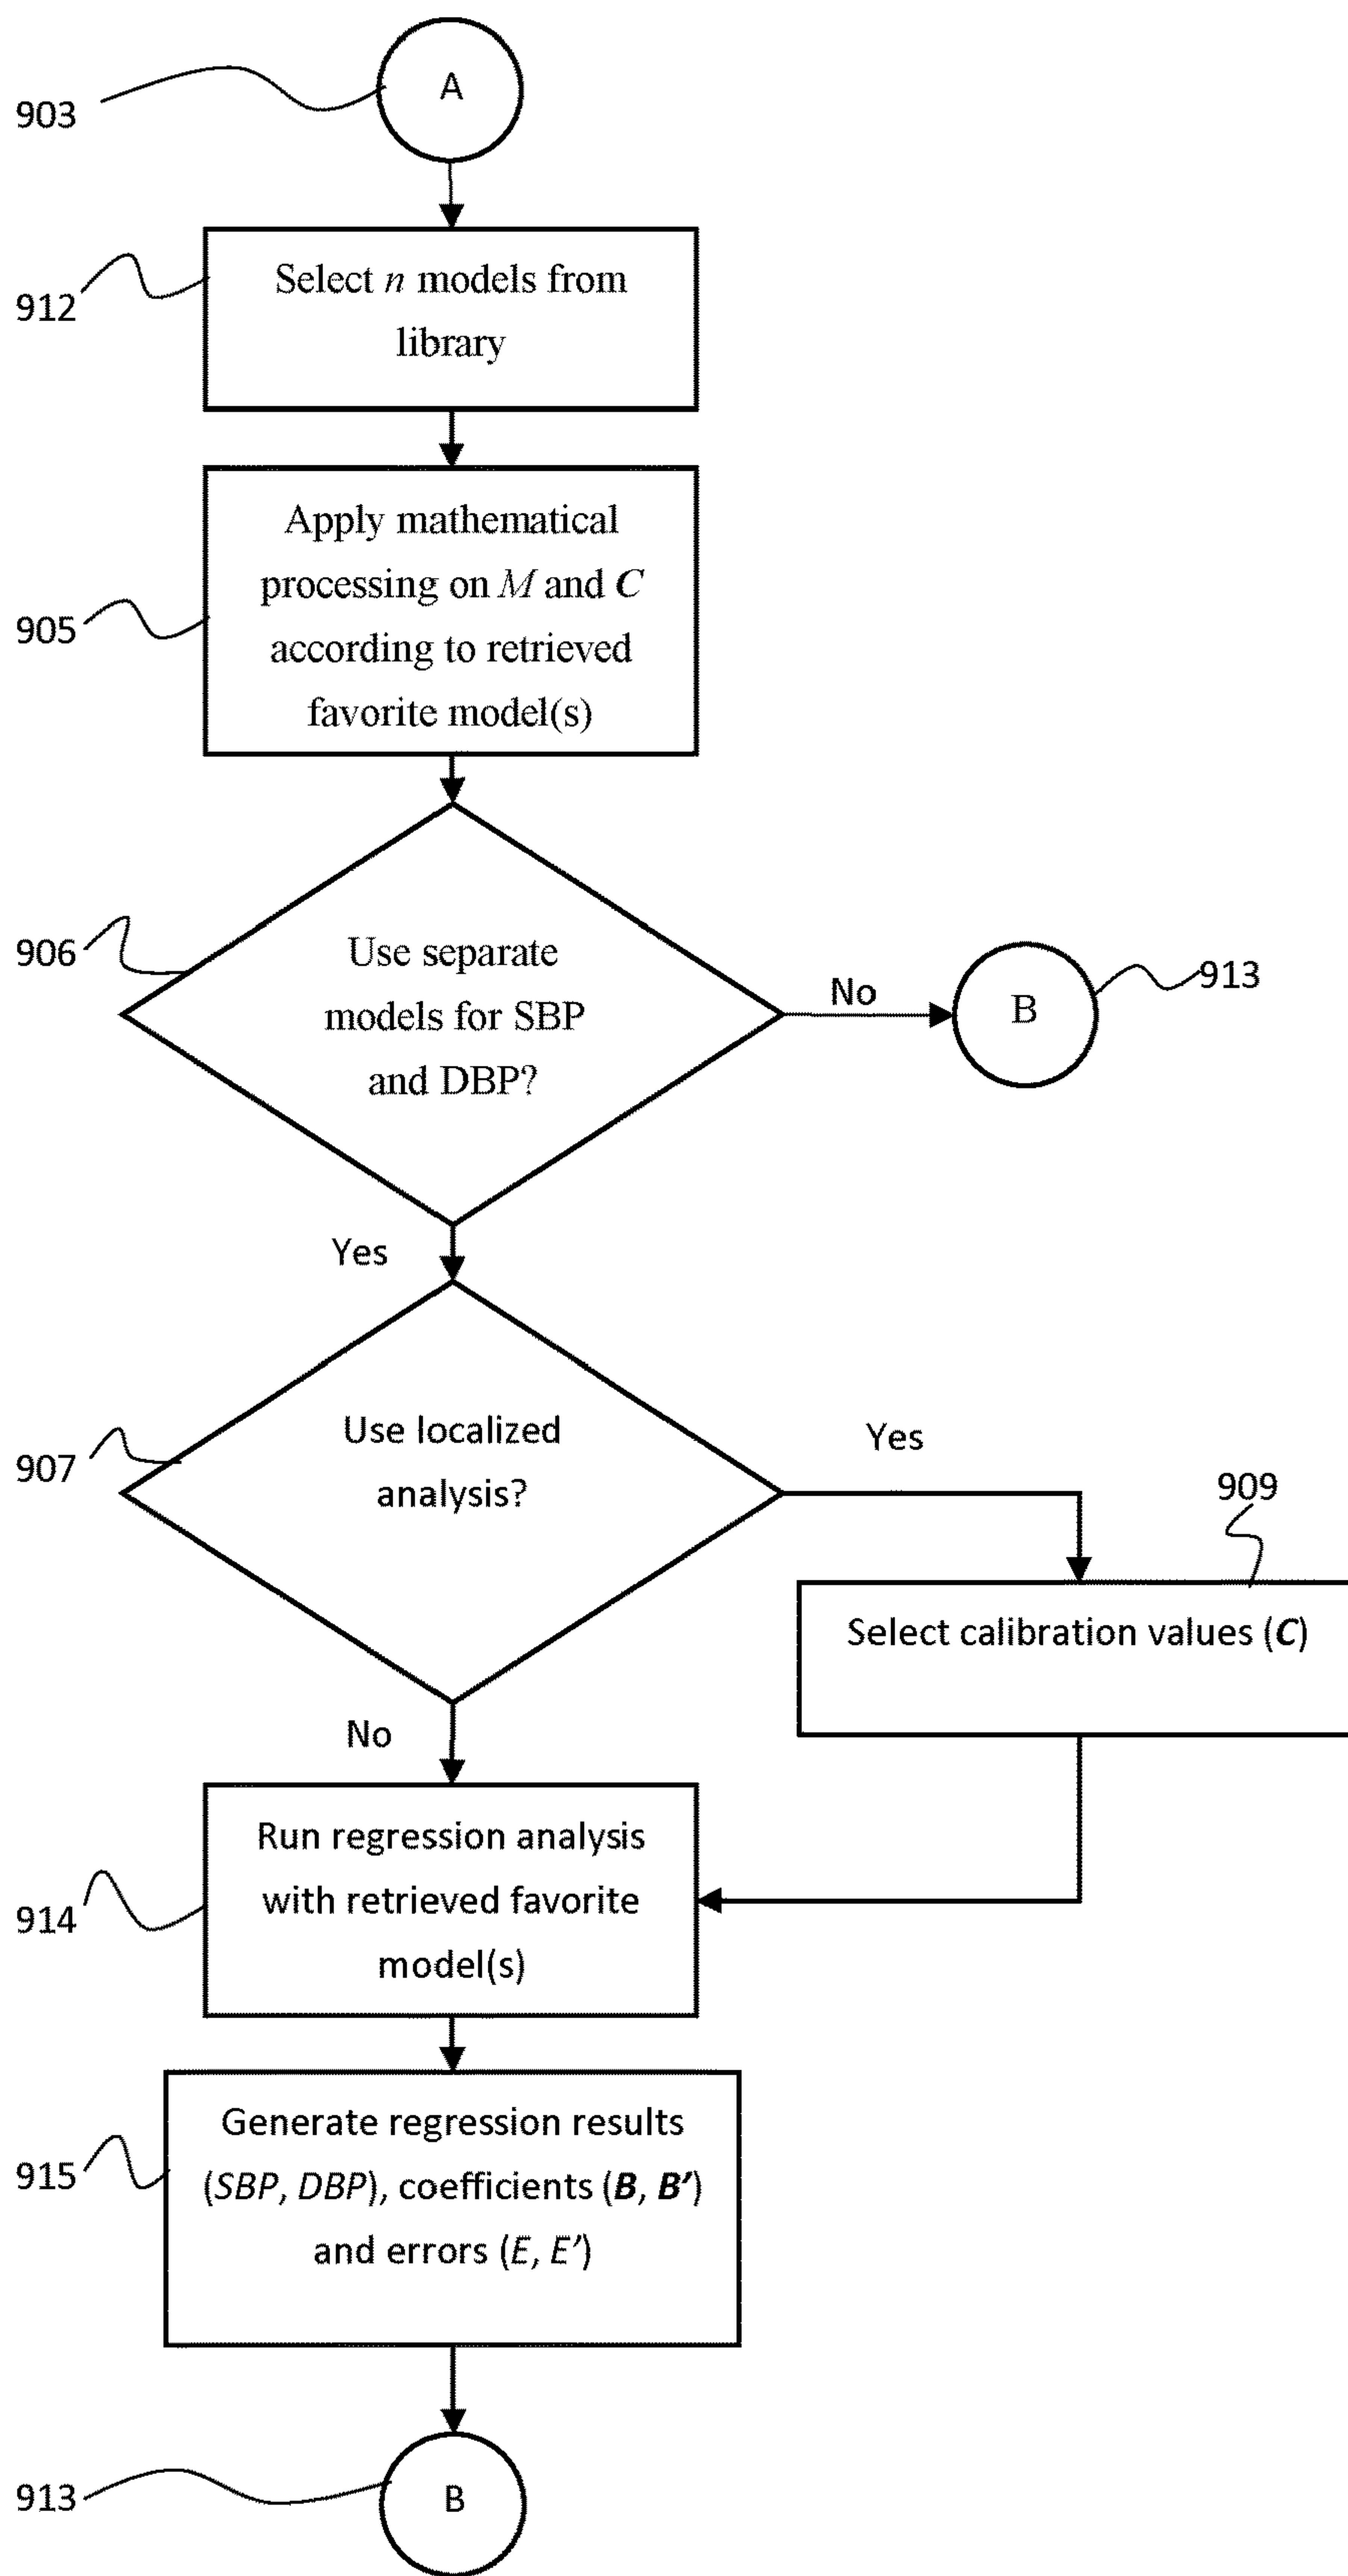 A
903
Select n models from
library
912
Apply mathematical
processing on M and C
according to retrieved
favorite model(s)
905
Use separate
models for SBP
and DBP?
906
No
B
913
Yes
Use localized
analysis?
907
Yes
909
Select calibration values (C)
No
Run regression analysis
with retrieved favorite
model(s)
914
Generate regression results
(SBP, DBP), coefficients (B, B’)
and errors (E, E’)
915
B
913